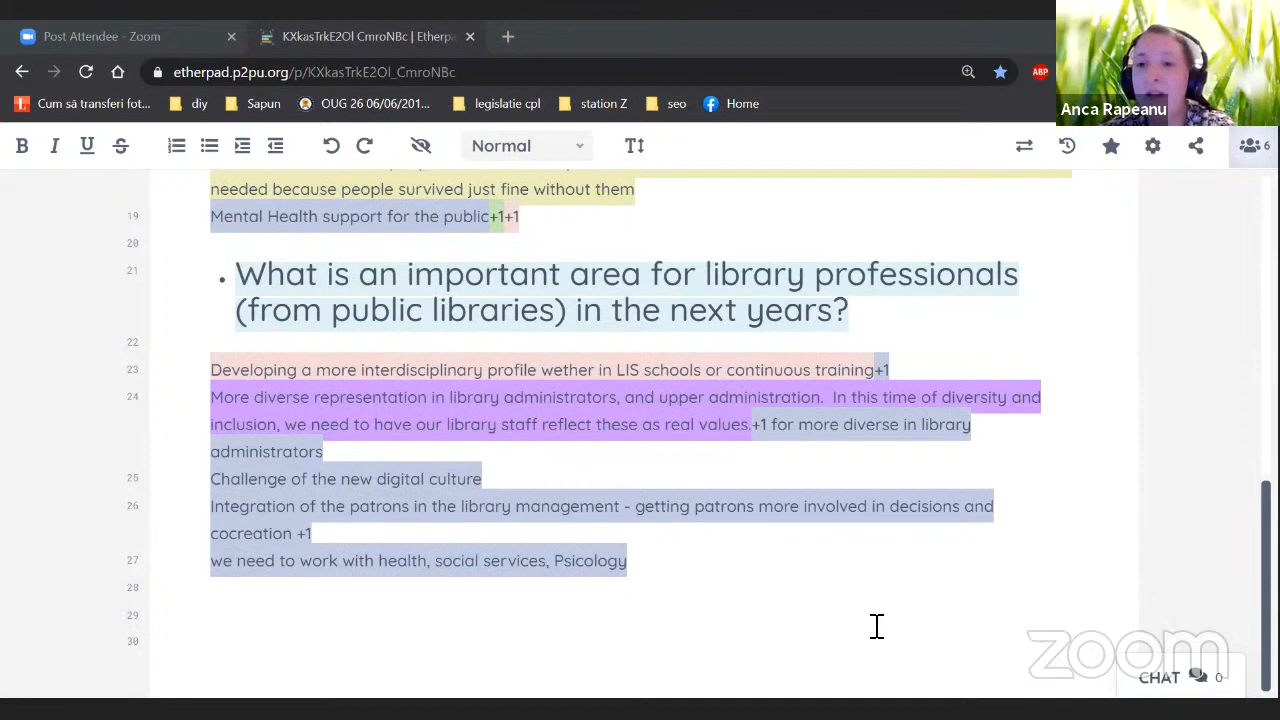 Post Attendee - Zoom
KXkasTrkE2Ol CmroNBc | Etherpa
etherpad.p2pu.org/p/KXkasTrkE2Ol_CmroNBc
ABP
Cum să transferi fot...
diy
Sapun
OUG 26 06/06/201...
legislatie cpl
station Z
seo
Home
Anca Rapeanu
B I U S
Normal
6
needed because people survived just fine without them
19 Mental Health support for the public+1+1
20
21 What is an important area for library professionals
(from public libraries) in the next years?
22
23 Developing a more interdisciplinary profile wether in LIS schools or continuous training+1
24 More diverse representation in library administrators, and upper administration.  In this time of diversity and
inclusion, we need to have our library staff reflect these as real values.+1 for more diverse in library
administrators
25 Challenge of the new digital culture
26 Integration of the patrons in the library management - getting patrons more involved in decisions and
cocreation +1
27 we need to work with health, social services, Psicology
28
29
30
zoom
CHAT 0